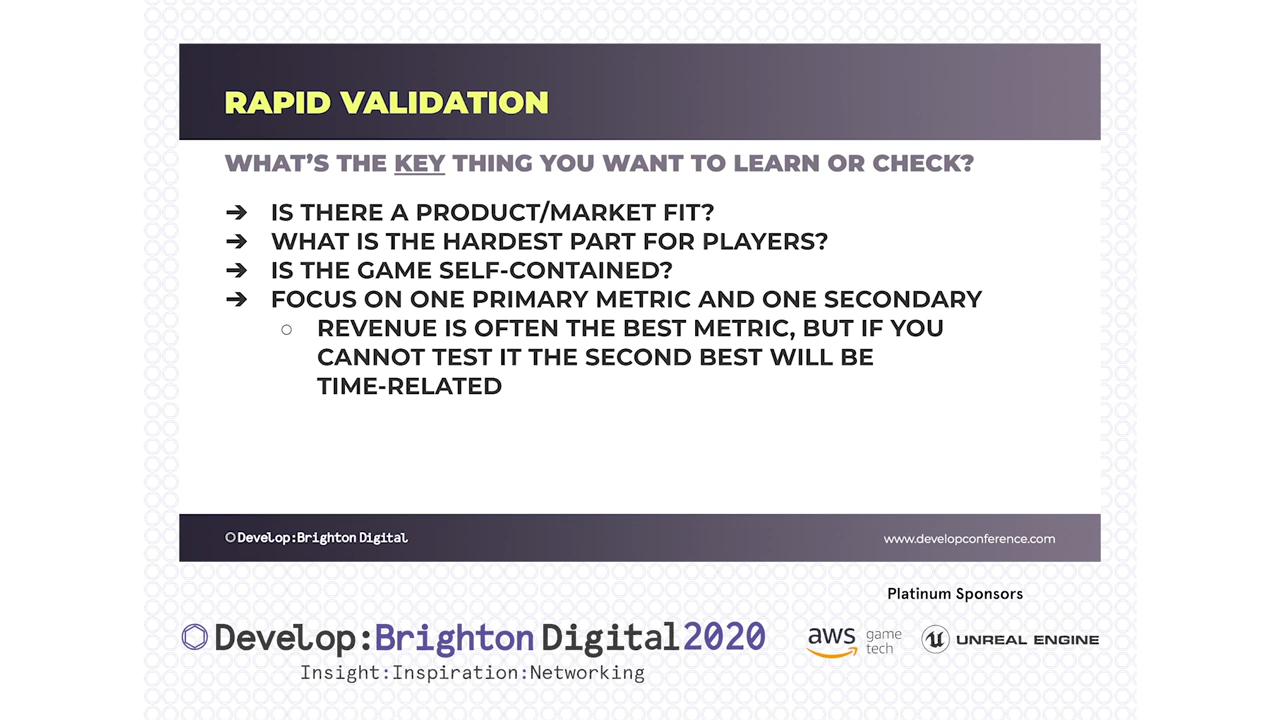 RAPID VALIDATION
WHAT'S THE KEY THING YOU WANT TO LEARN OR CHECK?
➔ IS THERE A PRODUCT/MARKET FIT?
➔ WHAT IS THE HARDEST PART FOR PLAYERS?
➔ IS THE GAME SELF-CONTAINED?
➔ FOCUS ON ONE PRIMARY METRIC AND ONE SECONDARY
○ REVENUE IS OFTEN THE BEST METRIC, BUT IF YOU
CANNOT TEST IT THE SECOND BEST WILL BE
TIME-RELATED
Develop:Brighton Digital
www.developconference.com
Platinum Sponsors
Develop:Brighton Digital 2020
Insight:Inspiration:Networking
aws game
tech
UNREAL ENGINE